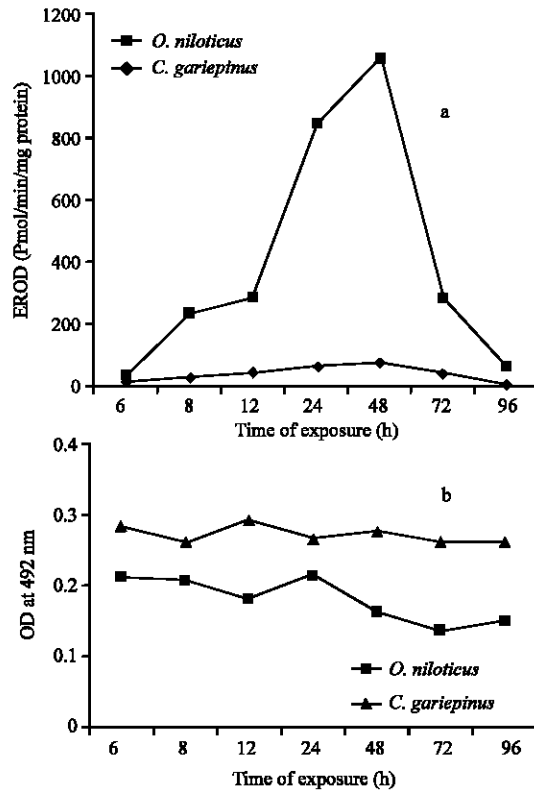 1200
O. niloticus
C. gariepinus
1000
a
800
600
400
200
0
EROD (Pmol/min/mg protein)
6 8 12 24 48 72 96
Time of exposure (h)
0.4
b
0.3
0.2
0.1
0
OD at 492 nm
O. niloticus
C. gariepinus
6 8 12 24 48 72 96
Time of exposure (h)